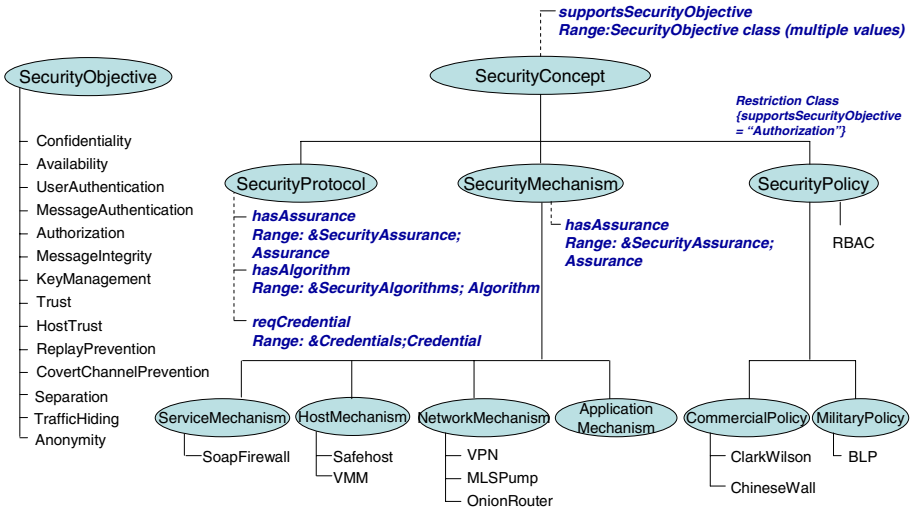 supportsSecurityObjective
Range:SecurityObjective class (multiple values)
SecurityObjective
SecurityConcept
Restriction Class
{supportsSecurityObjective
= “Authorization”}
Confidentiality
Availability
UserAuthentication
MessageAuthentication
Authorization
MessageIntegrity
KeyManagement
Trust
HostTrust
ReplayPrevention
CovertChannelPrevention
Separation
TrafficHiding
Anonymity
SecurityProtocol
SecurityMechanism
SecurityPolicy
hasAssurance
Range: &SecurityAssurance;
Assurance
hasAlgorithm
Range: &SecurityAlgorithms; Algorithm
reqCredential
Range: &Credentials;Credential
hasAssurance
Range: &SecurityAssurance;
Assurance
RBAC
ServiceMechanism
HostMechanism
NetworkMechanism
Application
Mechanism
CommercialPolicy
MilitaryPolicy
SoapFirewall
Safehost
VMM
VPN
MLSPump
OnionRouter
ClarkWilson
ChineseWall
BLP